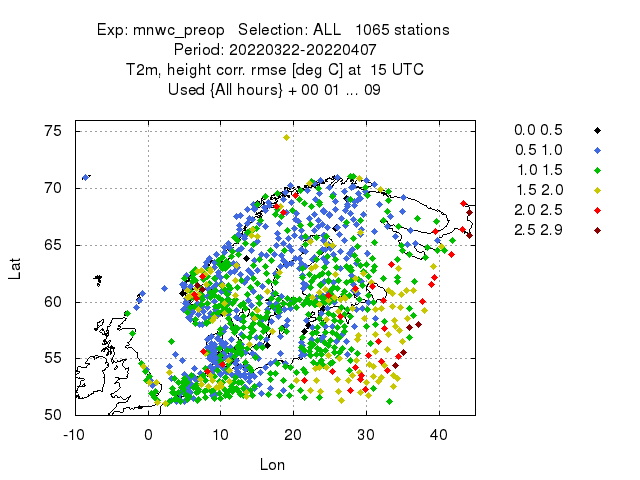 Exp: mnwc_preop   Selection: ALL   1065 stations
Period: 20220322-20220407
T2m, height corr. rmse [deg C] at  15 UTC
Used {All hours} + 00 01 ... 09
75
70
65
60
55
50
-10 0 10 20 30 40
Lat
Lon
0.0 0.5
0.5 1.0
1.0 1.5
1.5 2.0
2.0 2.5
2.5 2.9